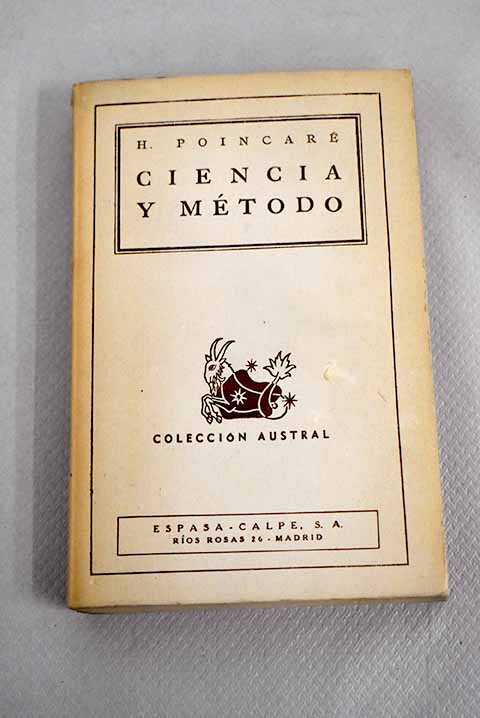 H. POINCARÉ
CIENCIA
Y MÉTODO
COLECCIÓN AUSTRAL
ESPASA-CALPE, S. A.
RÍOS ROSAS 26 - MADRID